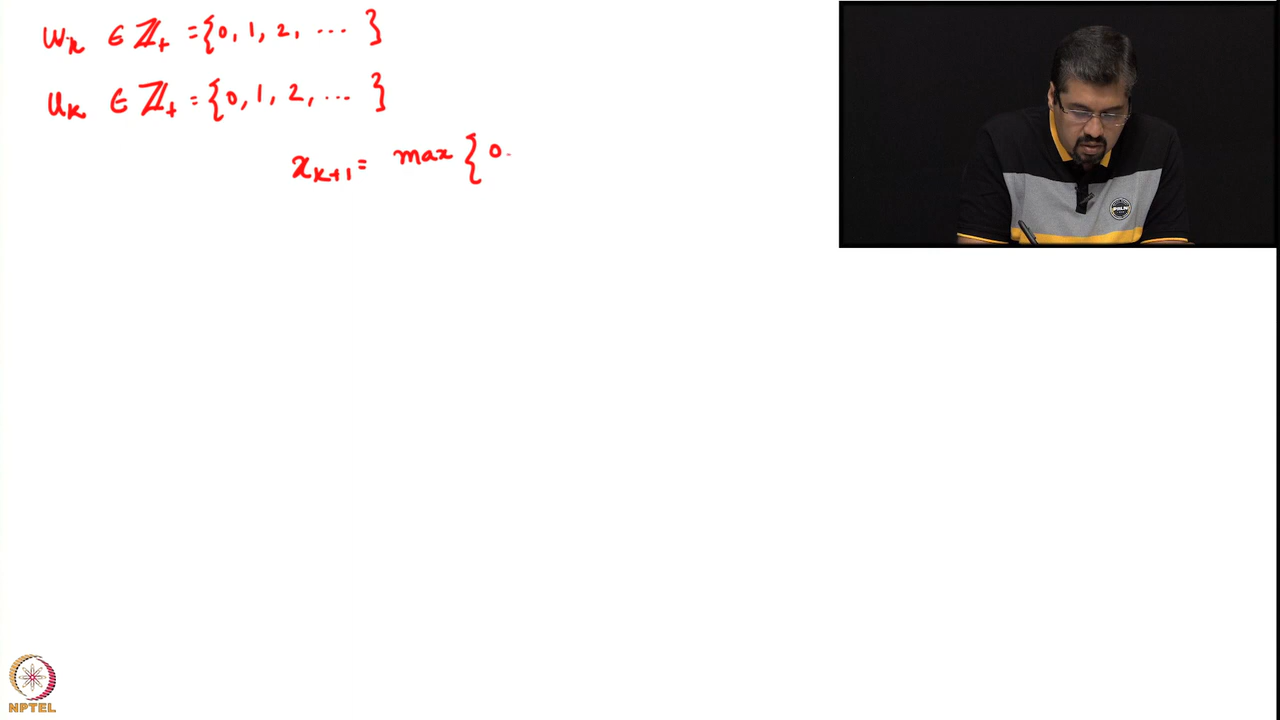 w_k ∈ ℤ_+ = {0, 1, 2, ... }
u_k ∈ ℤ_+ = {0, 1, 2, ... }
x_{k+1} = max { 0
NPTEL